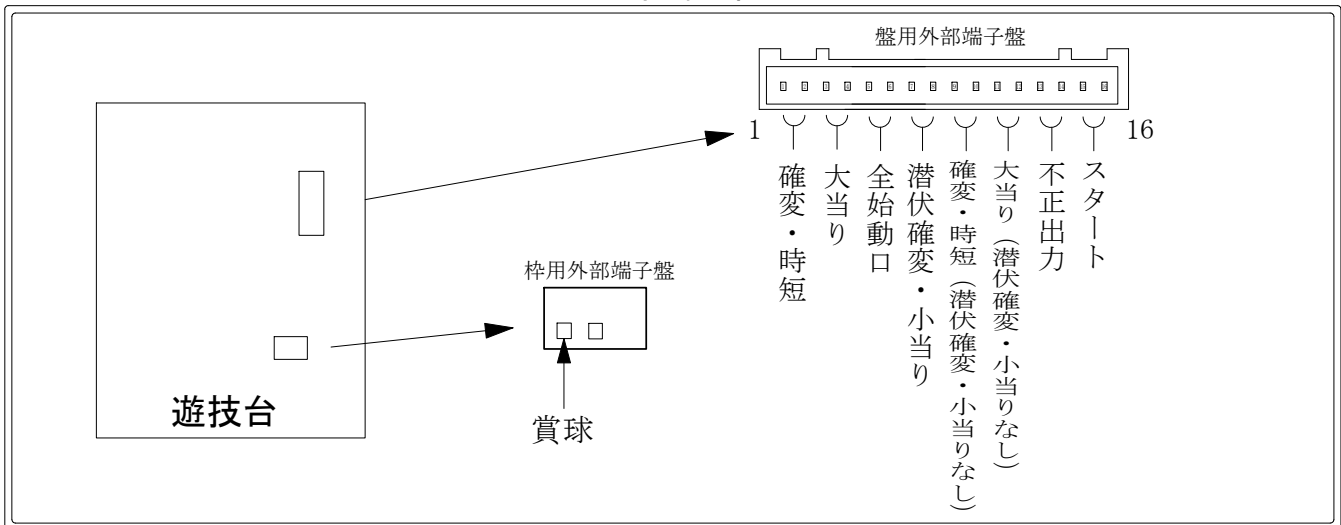 盤用外部端子盤
1
16
確変・時短
大当り
全始動口
潜伏確変・小当り
確変・時短（潜伏確変・小当りなし）
大当り（潜伏確変・小当りなし）
不正出力
スタート
枠用外部端子盤
賞球
遊技台